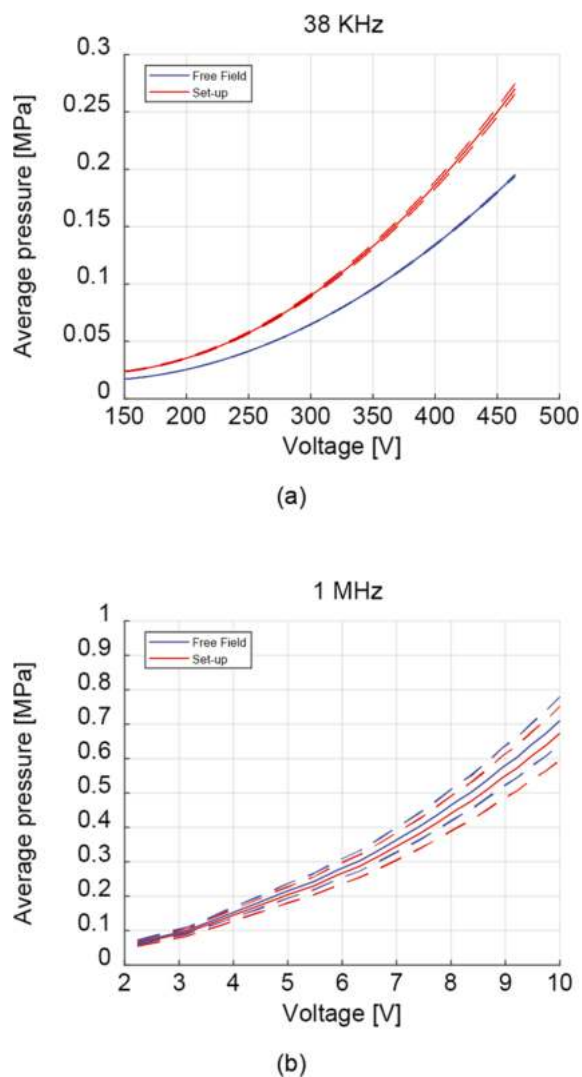 38 KHz
0.3
0.25
0.2
0.15
0.1
0.05
0
Average pressure [MPa]
Free Field
Set-up
150 200 250 300 350 400 450 500
Voltage [V]
(a)
1 MHz
1
0.9
0.8
0.7
0.6
0.5
0.4
0.3
0.2
0.1
0
Average pressure [MPa]
Free Field
Set-up
2 3 4 5 6 7 8 9 10
Voltage [V]
(b)